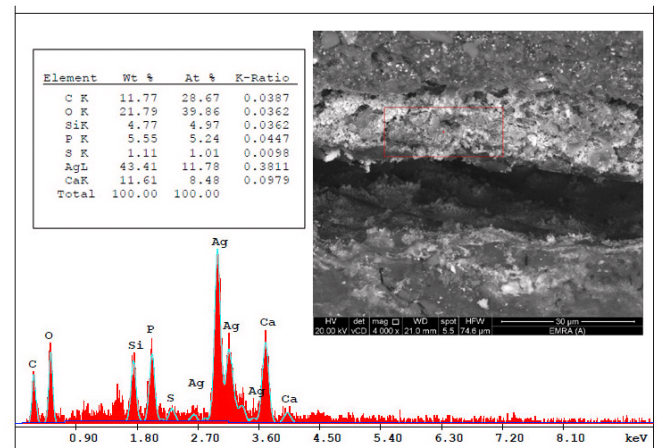 Element Wt % At % K-Ratio
C K 11.77 28.67 0.0387
O K 21.79 39.86 0.0362
SiK 4.77 4.97 0.0362
P K 5.55 5.24 0.0447
S K 1.11 1.01 0.0098
AgL 43.41 11.78 0.3811
CaK 11.61 8.48 0.0979
Total 100.00 100.00
HV det mag WD spot HFW 30 µm
20.00 kV vCD 4 000 x 21.0 mm 5.5 74.6 µm EMRA (A)
Ag
Ag
Ca
P
O
Si
C
S
Ag
Ag
Ca
0.90 1.80 2.70 3.60 4.50 5.40 6.30 7.20 8.10 keV